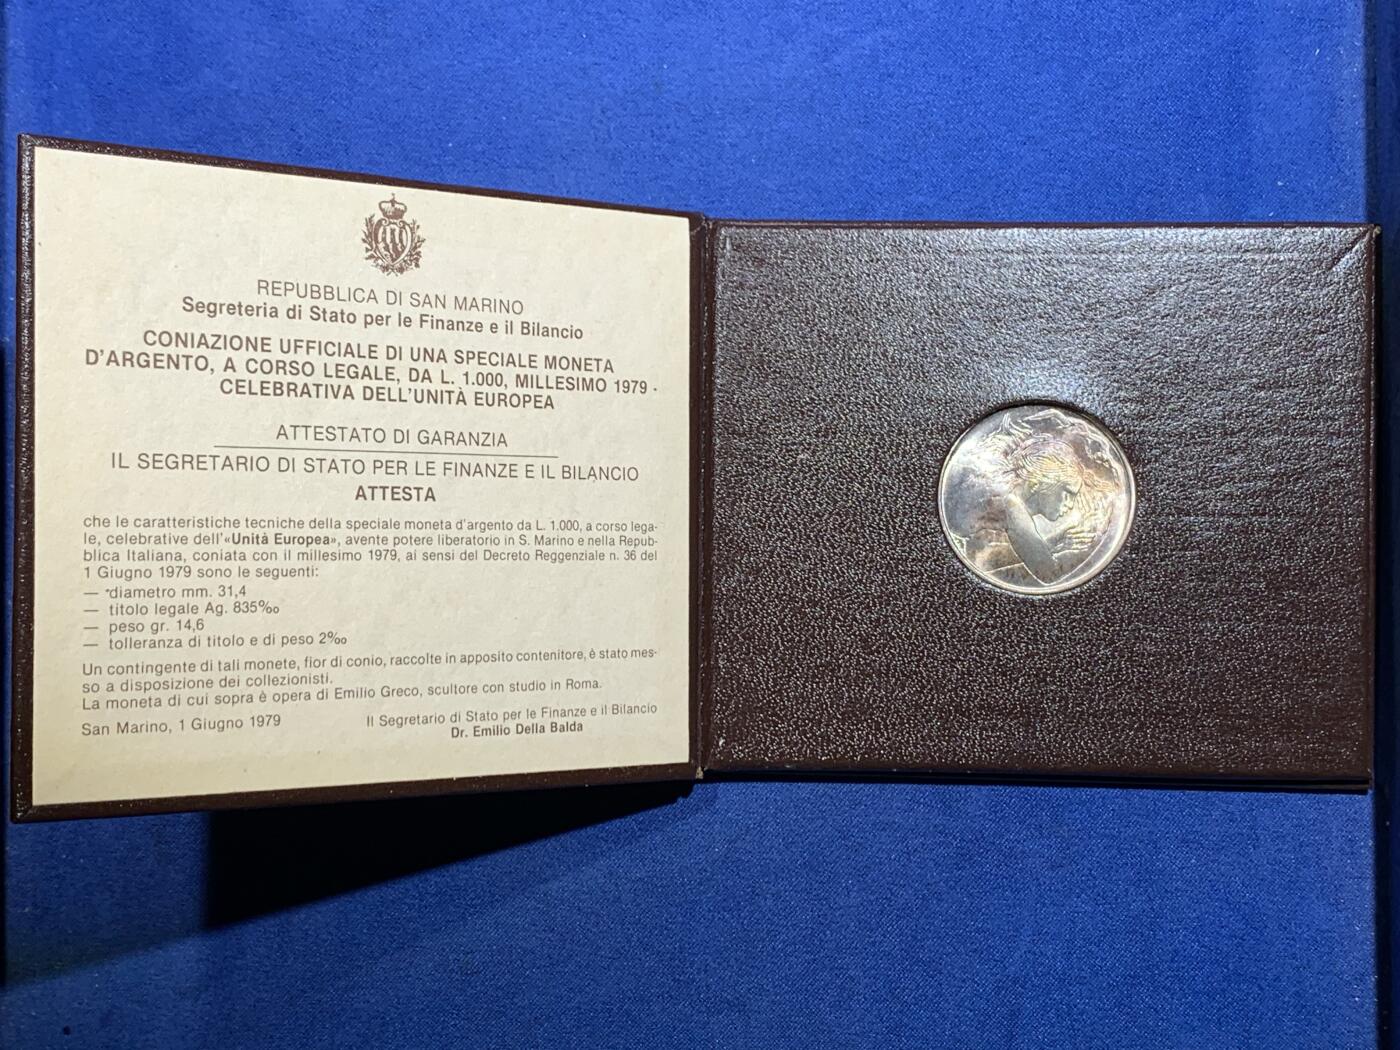 REPUBBLICA DI SAN MARINO
Segreteria di Stato per le Finanze e il Bilancio
CONIAZIONE UFFICIALE DI UNA SPECIALE MONETA
D'ARGENTO, A CORSO LEGALE, DA L. 1.000, MILLESIMO 1979 -
CELEBRATIVA DELL'UNITÀ EUROPEA
ATTESTATO DI GARANZIA
IL SEGRETARIO DI STATO PER LE FINANZE E IL BILANCIO
ATTESTA
che le caratteristiche tecniche della speciale moneta d'argento da L. 1.000, a corso lega-
le, celebrative dell'«Unità Europea», avente potere liberatorio in S. Marino e nella Repub-
blica Italiana, coniata con il millesimo 1979, ai sensi del Decreto Reggenziale n. 36 del
1 Giugno 1979 sono le seguenti:
— diametro mm. 31,4
— titolo legale Ag. 835‰
— peso gr. 14,6
— tolleranza di titolo e di peso 2‰
Un contingente di tali monete, fior di conio, raccolte in apposito contenitore, è stato mes-
so a disposizione dei collezionisti.
La moneta di cui sopra è opera di Emilio Greco, scultore con studio in Roma.
San Marino, 1 Giugno 1979
Il Segretario di Stato per le Finanze e il Bilancio
Dr. Emilio Della Balda